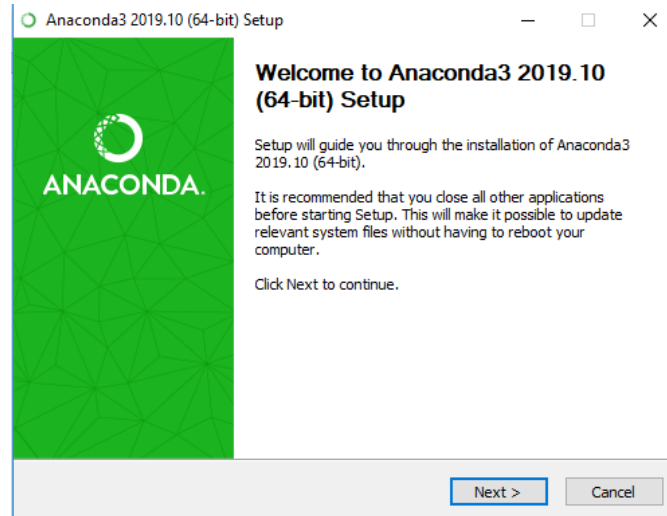 Anaconda3 2019.10 (64-bit) Setup
ANACONDA.
Welcome to Anaconda3 2019.10
(64-bit) Setup
Setup will guide you through the installation of Anaconda3
2019.10 (64-bit).
It is recommended that you close all other applications
before starting Setup. This will make it possible to update
relevant system files without having to reboot your
computer.
Click Next to continue.
Next >
Cancel